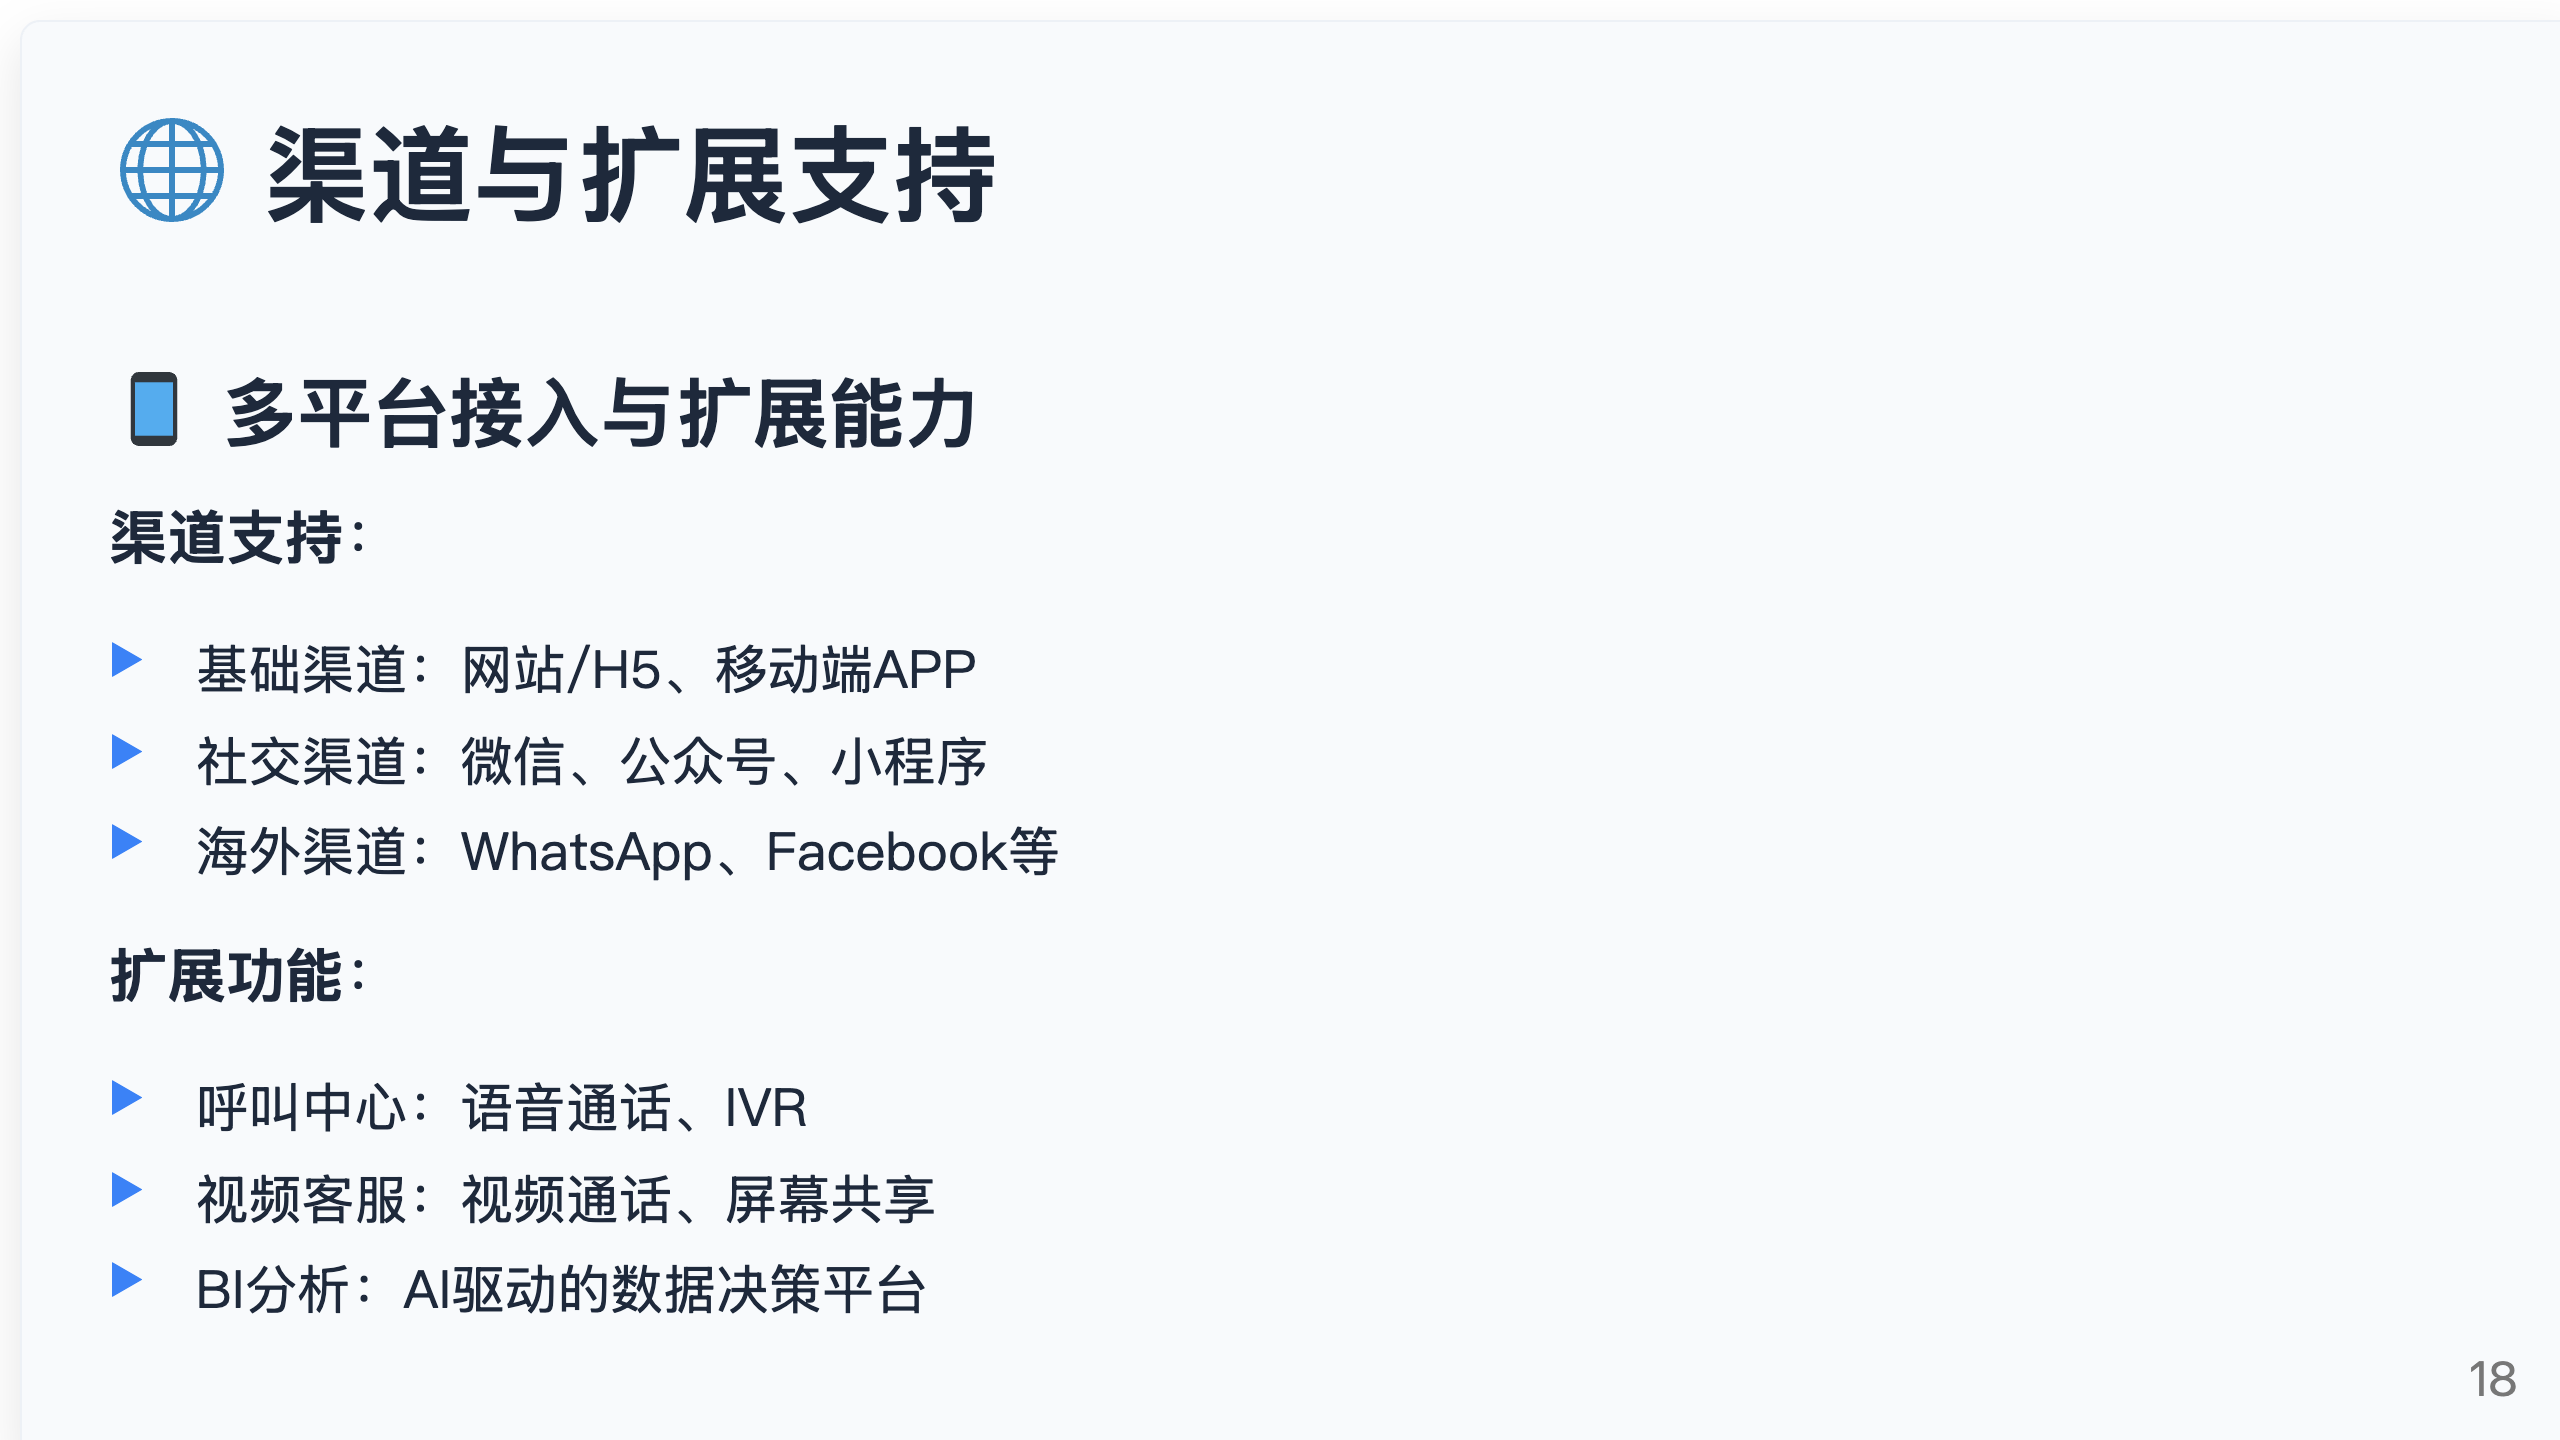 渠道与扩展支持
多平台接入与扩展能力
渠道支持：
基础渠道：网站/H5、移动端APP
社交渠道：微信、公众号、小程序
海外渠道：WhatsApp、Facebook等
扩展功能：
呼叫中心：语音通话、IVR
视频客服：视频通话、屏幕共享
BI分析：AI驱动的数据决策平台
18